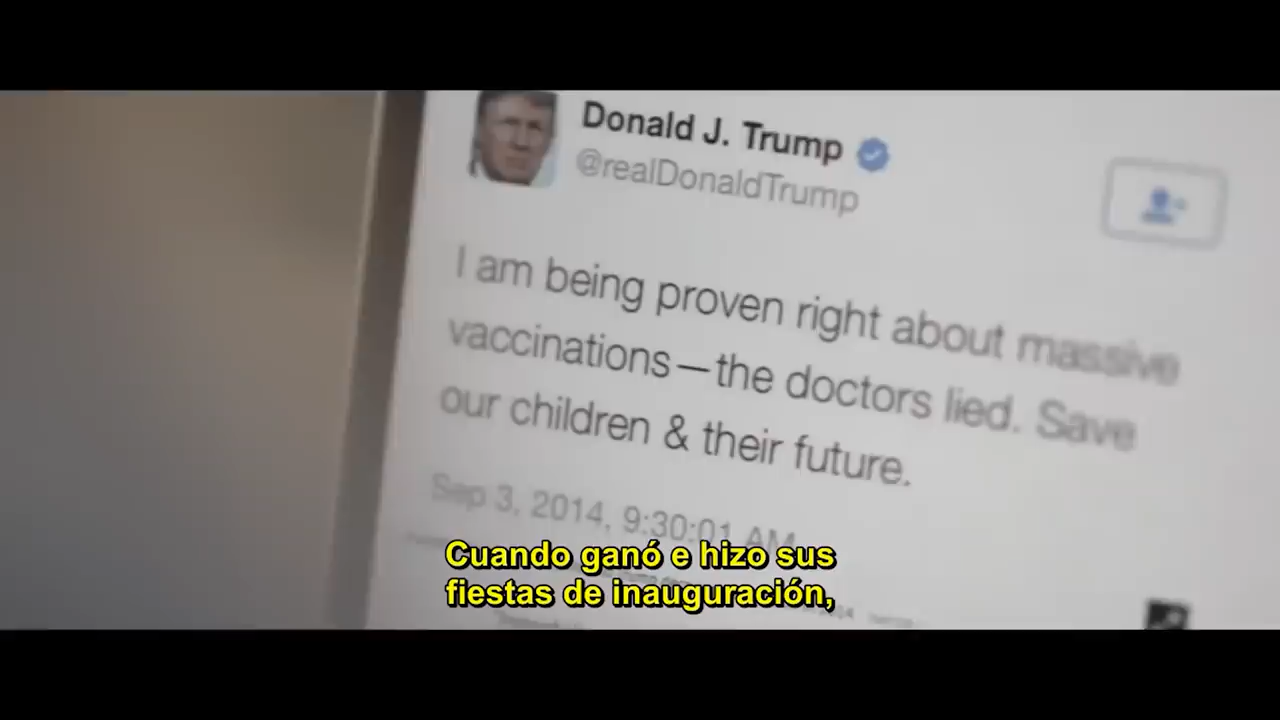 Donald J. Trump
@realDonaldTrump
I am being proven right about massive
vaccinations—the doctors lied. Save
our children & their future.
Sep 3, 2014, 9:30:01 AM
Cuando ganó e hizo sus
fiestas de inauguración,